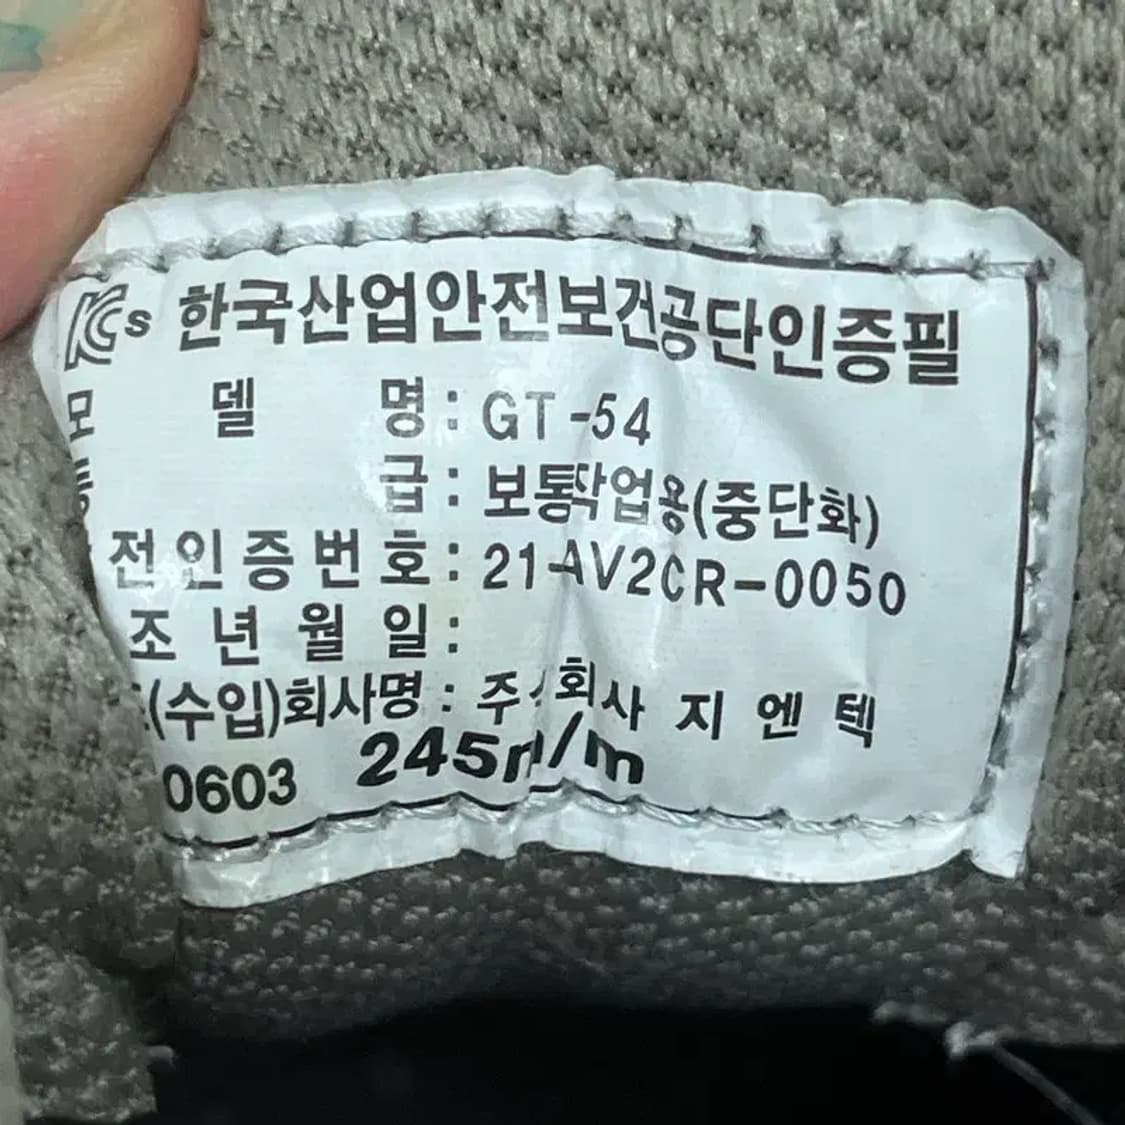 KCs 한국산업안전보건공단인증필
모 델 명 : GT-54
급 : 보통작업용(중단화)
전 인 증 번 호 : 21-AV2CR-0050
조 년 월 일 :
(수입)회사명 : 회사 지 엔 텍
0603 245m/m